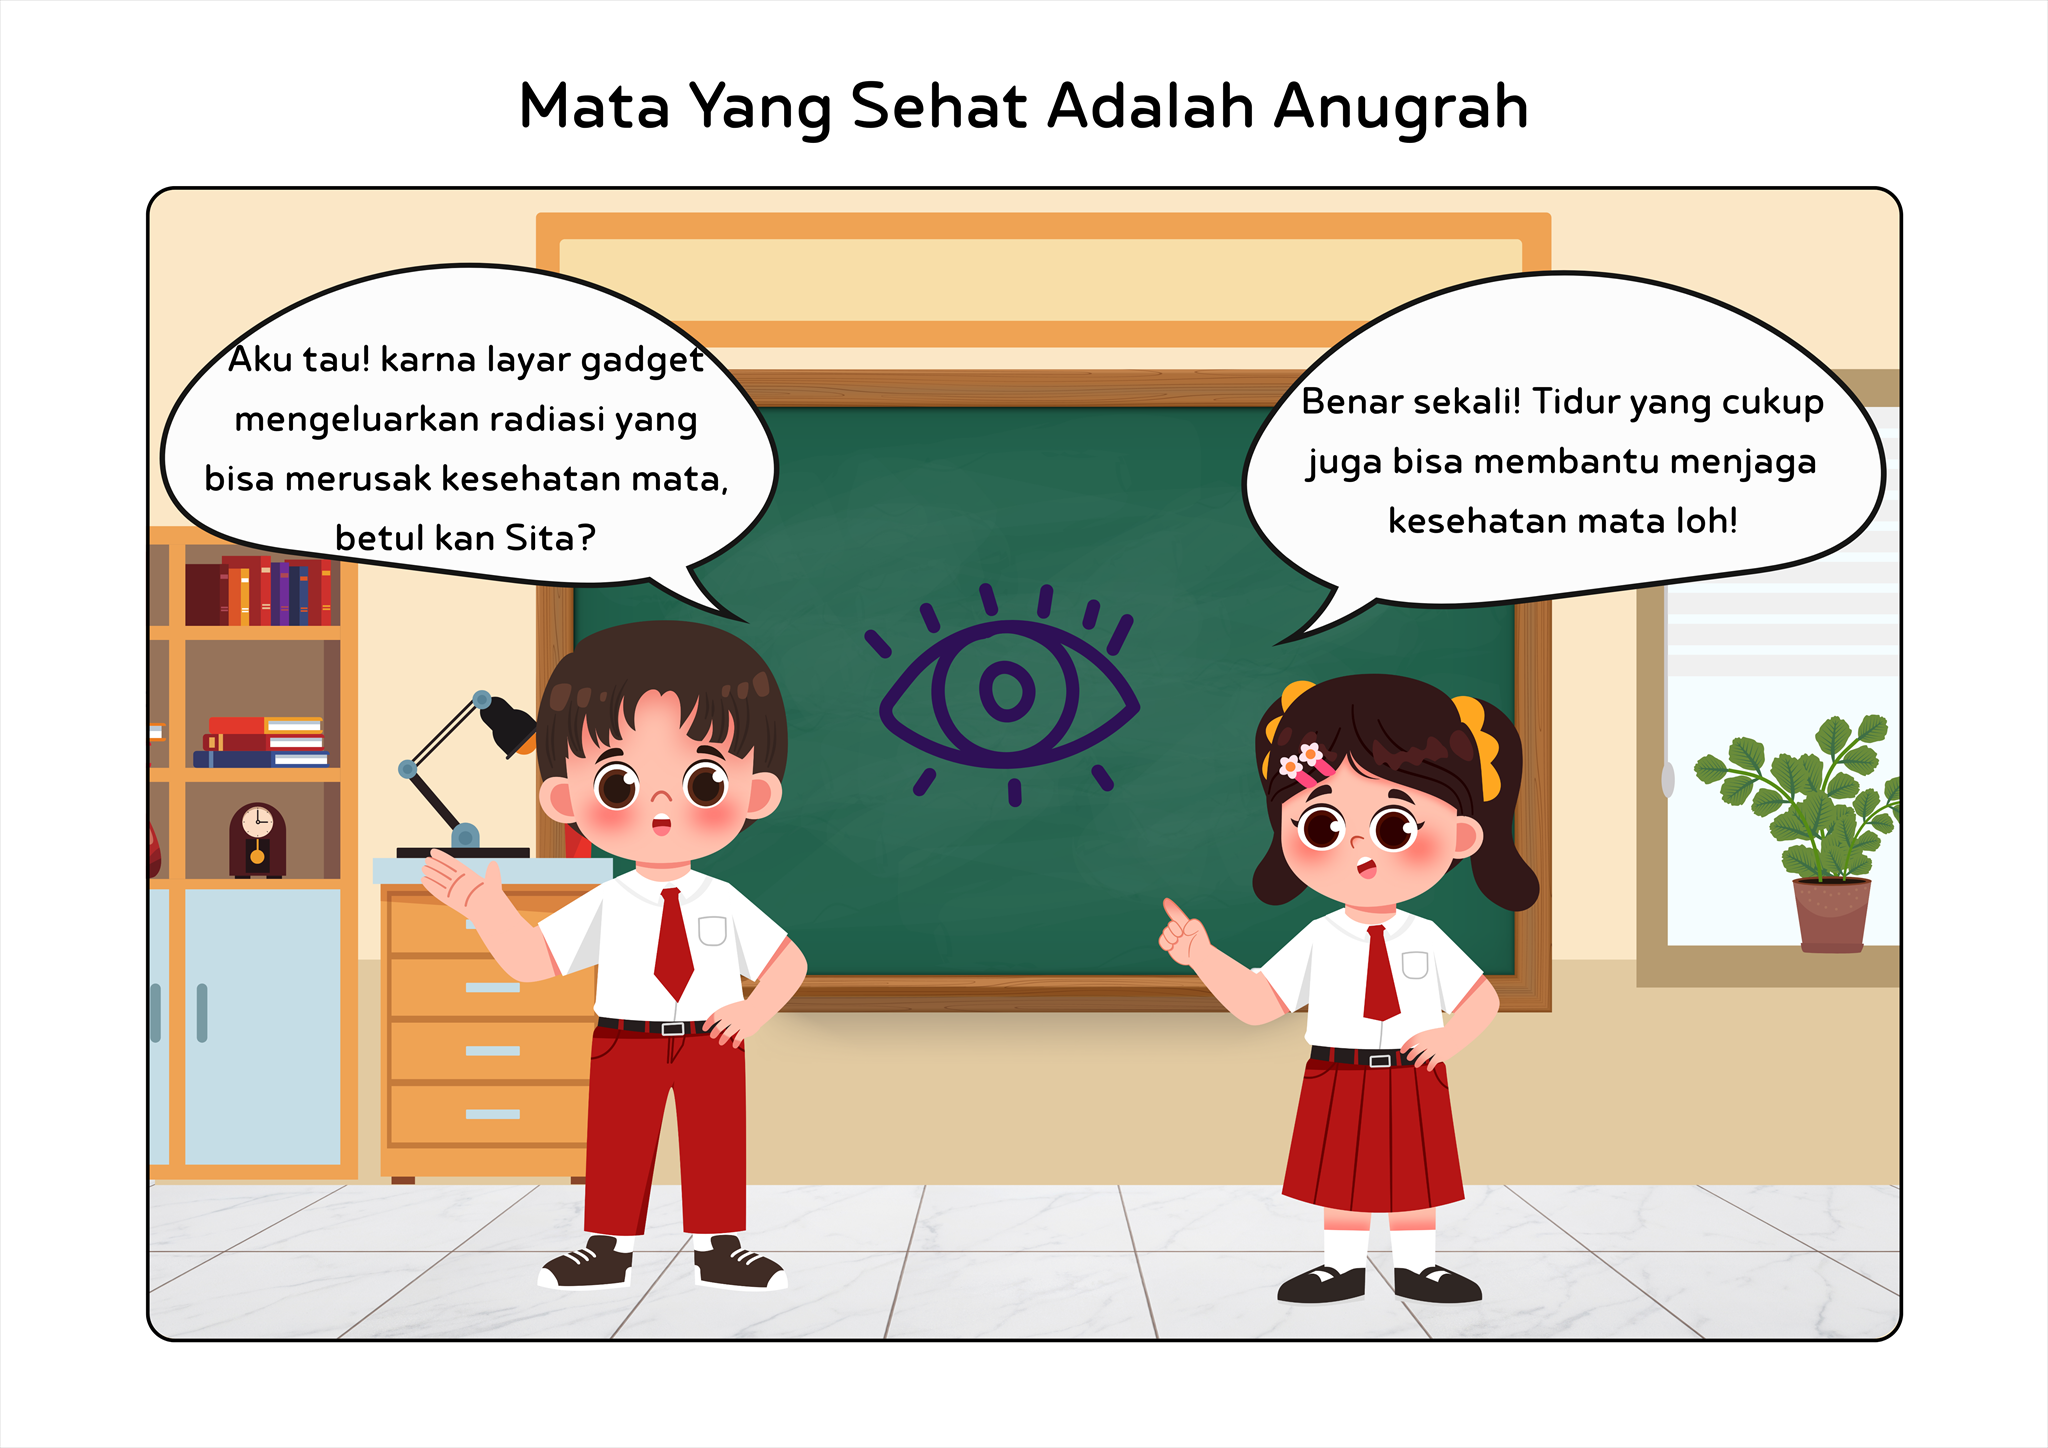 Mata Yang Sehat Adalah Anugrah
Aku tau! karna layar gadget
mengeluarkan radiasi yang
bisa merusak kesehatan mata,
betul kan Sita?
Benar sekali! Tidur yang cukup
juga bisa membantu menjaga
kesehatan mata loh!